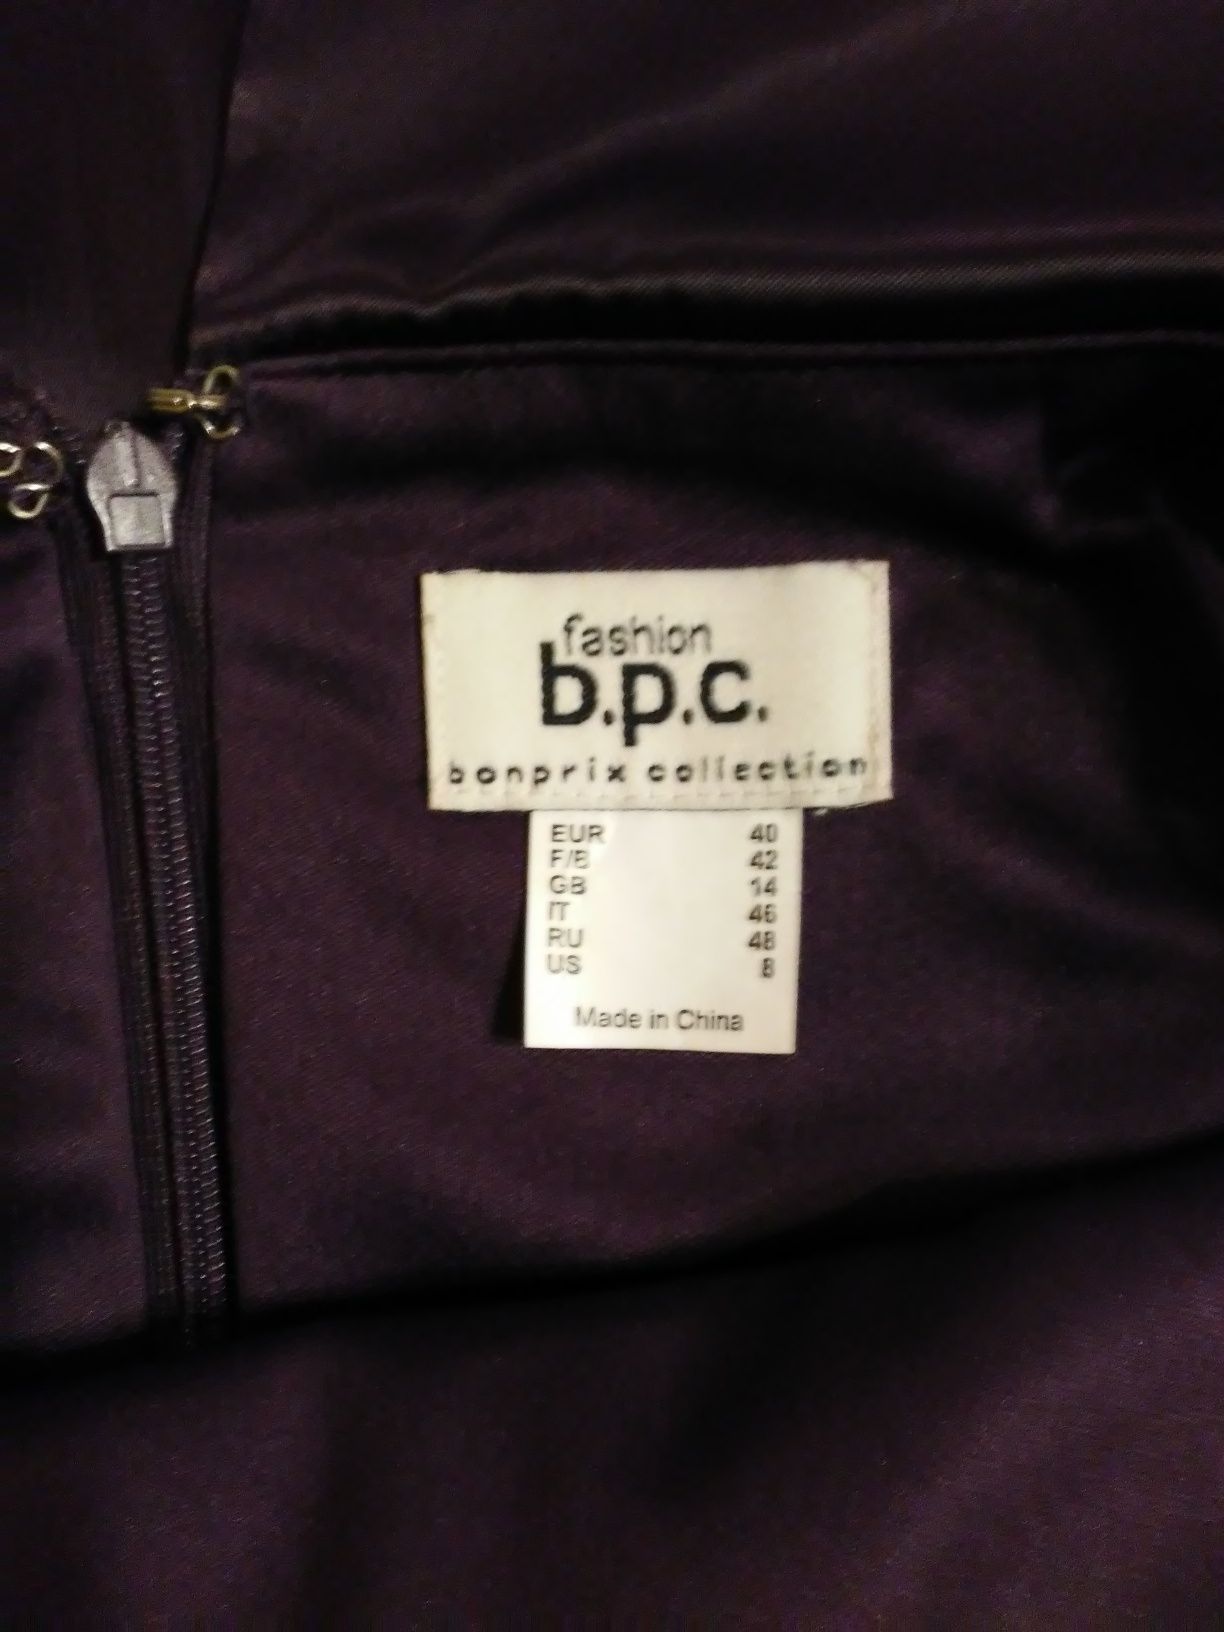 fashion
b.p.c.
bonprix collection
EUR 40
F/B 42
GB 14
IT 46
RU 48
US 8
Made in China